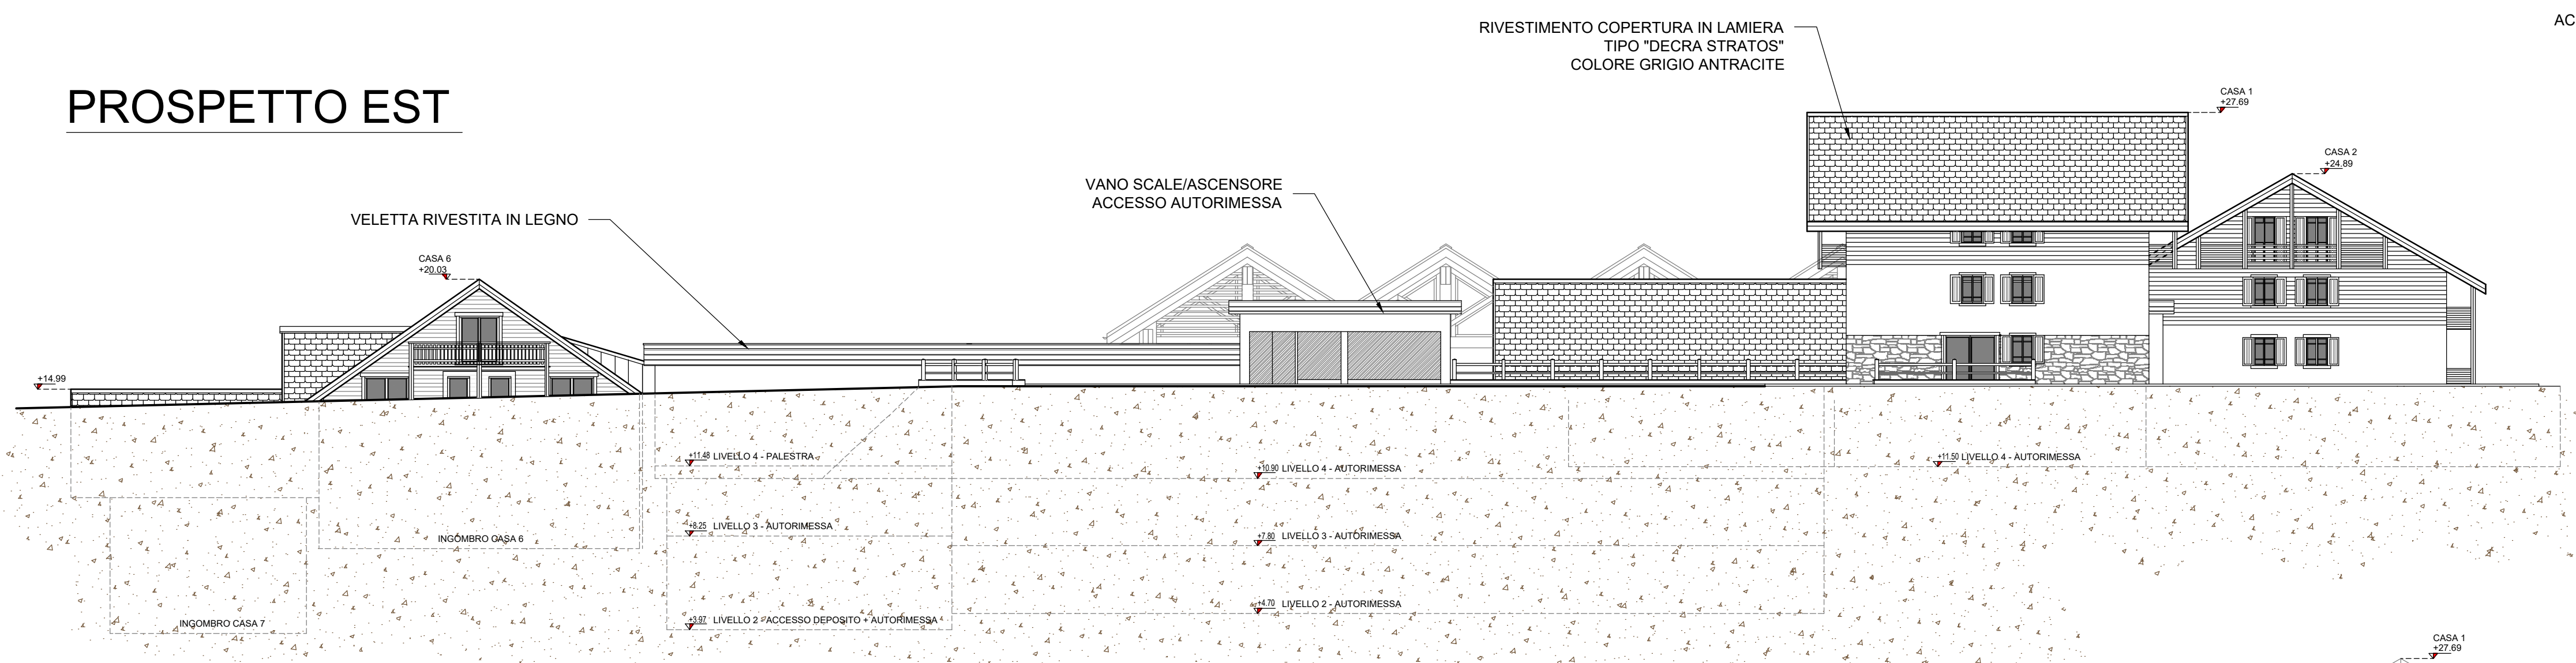 AC
RIVESTIMENTO COPERTURA IN LAMIERA
TIPO "DECRA STRATOS"
COLORE GRIGIO ANTRACITE
PROSPETTO EST
CASA 1
+27.69
CASA 2
+24.89
VANO SCALE/ASCENSORE
ACCESSO AUTORIMESSA
VELETTA RIVESTITA IN LEGNO
CASA 6
+20.03
+14.99
+11.48 LIVELLO 4 - PALESTRA
+10.90 LIVELLO 4 - AUTORIMESSA
+11.50 LIVELLO 4 - AUTORIMESSA
+8.25 LIVELLO 3 - AUTORIMESSA
+7.80 LIVELLO 3 - AUTORIMESSA
INGOMBRO CASA 6
+4.70 LIVELLO 2 - AUTORIMESSA
+3.97 LIVELLO 2 - ACCESSO DEPOSITO + AUTORIMESSA
INGOMBRO CASA 7
CASA 1
+27.69